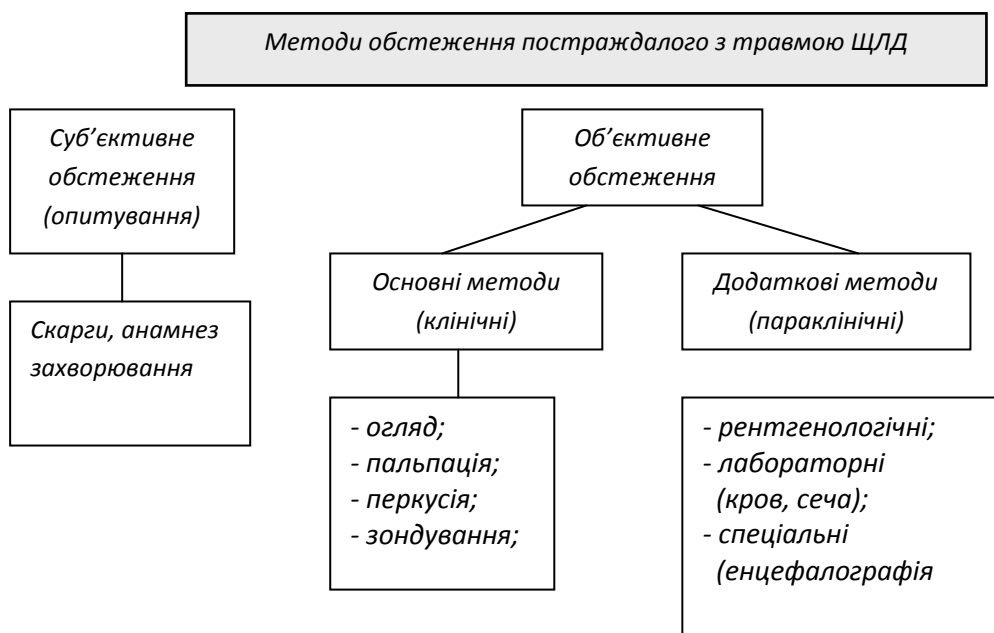 Методи обстеження постраждалого з травмою ЩЛД
Суб’єктивне
обстеження
(опитування)
Об’єктивне
обстеження
Основні методи
(клінічні)
Додаткові методи
(параклінічні)
Скарги, анамнез
захворювання
- огляд;
- пальпація;
- перкусія;
- зондування;
- рентгенологічні;
- лабораторні
(кров, сеча);
- спеціальні
(енцефалографія